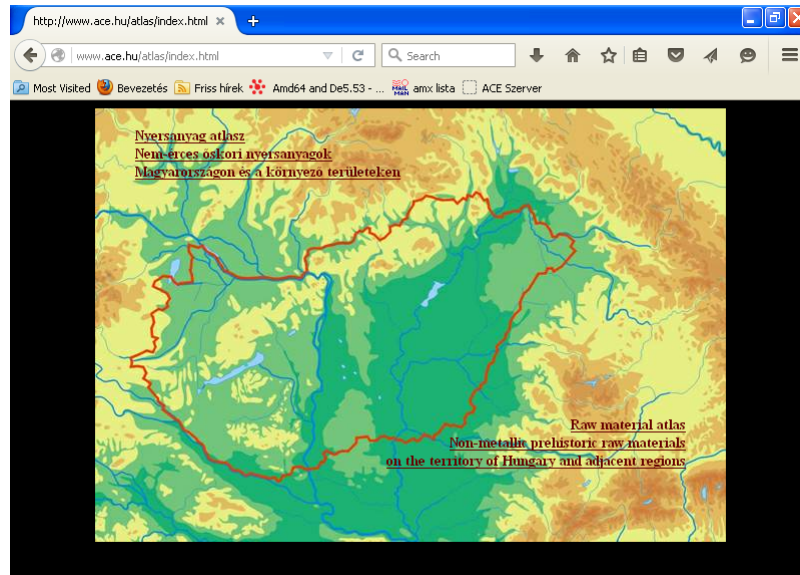 http://www.ace.hu/atlas/index.html
www.ace.hu/atlas/index.html
Search
Most Visited Bevezetés Friss hírek Amd64 and De5.53 - ... amx lista ACE Szerver
Nyersanyag atlasz
Nem-érces őskori nyersanyagok
Magyarországon és a környező területeken
Raw material atlas
Non-metallic prehistoric raw materials
on the territory of Hungary and adjacent regions